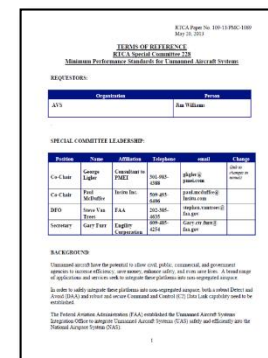 RTCA Paper No. 109-13/PMC-1089
May 20, 2013
TERMS OF REFERENCE
RTCA Special Committee 228
Minimum Performance Standards for Unmanned Aircraft Systems
REQUESTORS:
Organization Person
AVS Jim Williams
SPECIAL COMMITTEE LEADERSHIP:
Position Name Affiliation Telephone email Change
Co-Chair George Ligler Consultant to PMEI
Co-Chair Paul McDuffee Insitu Inc.
DFO Steve Van Trees FAA
Secretary Gary Furr Engility Corporation
BACKGROUND
Unmanned aircraft have the potential to allow civil, public, commercial, and government
agencies to increase efficiency, save money, enhance safety, and even save lives. A broad range
of applications and services seek to integrate these platforms into non-segregated airspace.
In order to safely integrate these platforms into non-segregated airspace, both a robust Detect and
Avoid (DAA) and robust and secure Command and Control (C2) Data Link capability need to be
established.
The Federal Aviation Administration (FAA) established the Unmanned Aircraft Systems
Integration Office to integrate Unmanned Aircraft Systems (UAS) safely and efficiently into the
National Airspace System (NAS).
1